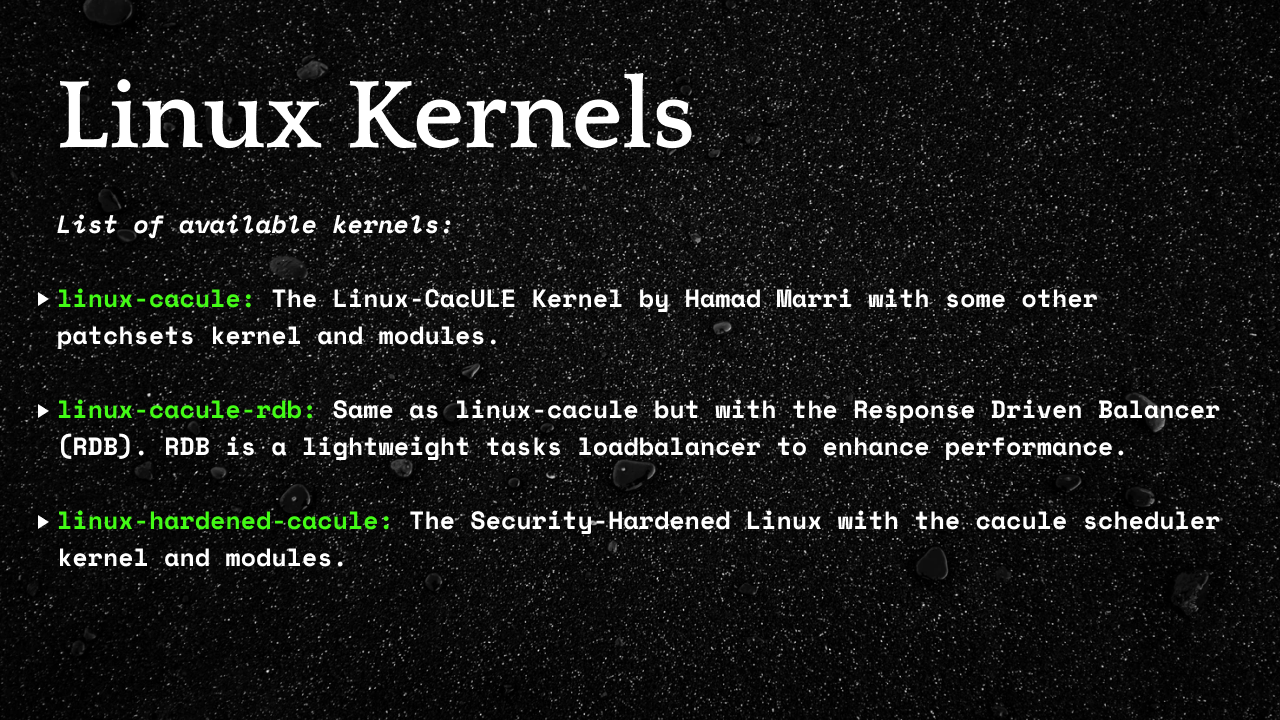 Linux Kernels
List of available kernels:
linux-cacule: The Linux-CacULE Kernel by Hamad Marri with some other
patchsets kernel and modules.
linux-cacule-rdb: Same as linux-cacule but with the Response Driven Balancer
(RDB). RDB is a lightweight tasks loadbalancer to enhance performance.
linux-hardened-cacule: The Security-Hardened Linux with the cacule scheduler
kernel and modules.